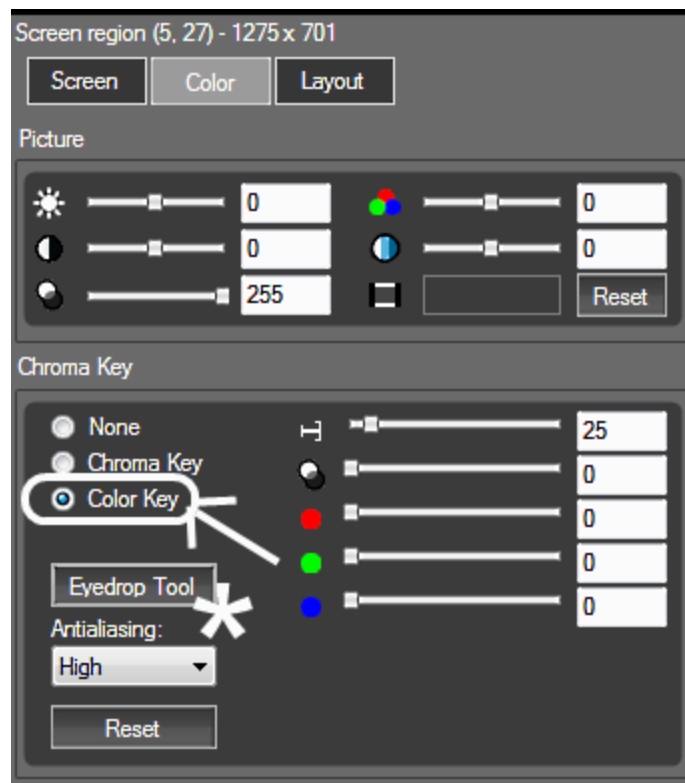 Screen region (5, 27) - 1275 x 701
Screen Color Layout
Picture
0 0
0 0
255 Reset
Chroma Key
None 25
Chroma Key 0
Color Key 0
0
Eyedrop Tool 0
Antialiasing:
High
Reset